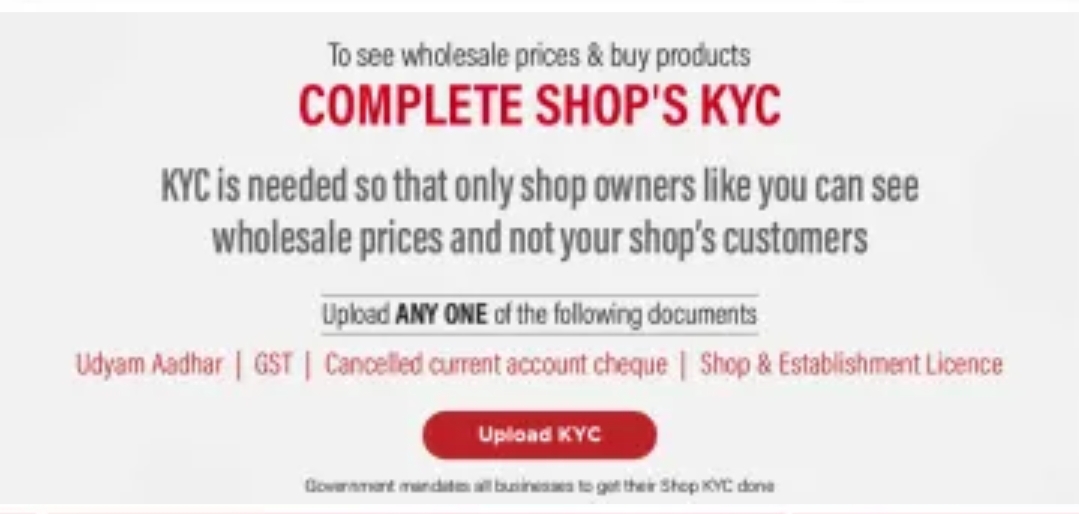 To see wholesale prices & buy products
COMPLETE SHOP'S KYC
KYC is needed so that only shop owners like you can see
wholesale prices and not your shop's customers
Upload ANY ONE of the following documents
Udyam Aadhar | GST | Cancelled current account cheque | Shop & Establishment Licence
Upload KYC
Government mandates all businesses to get their Shop KYC done